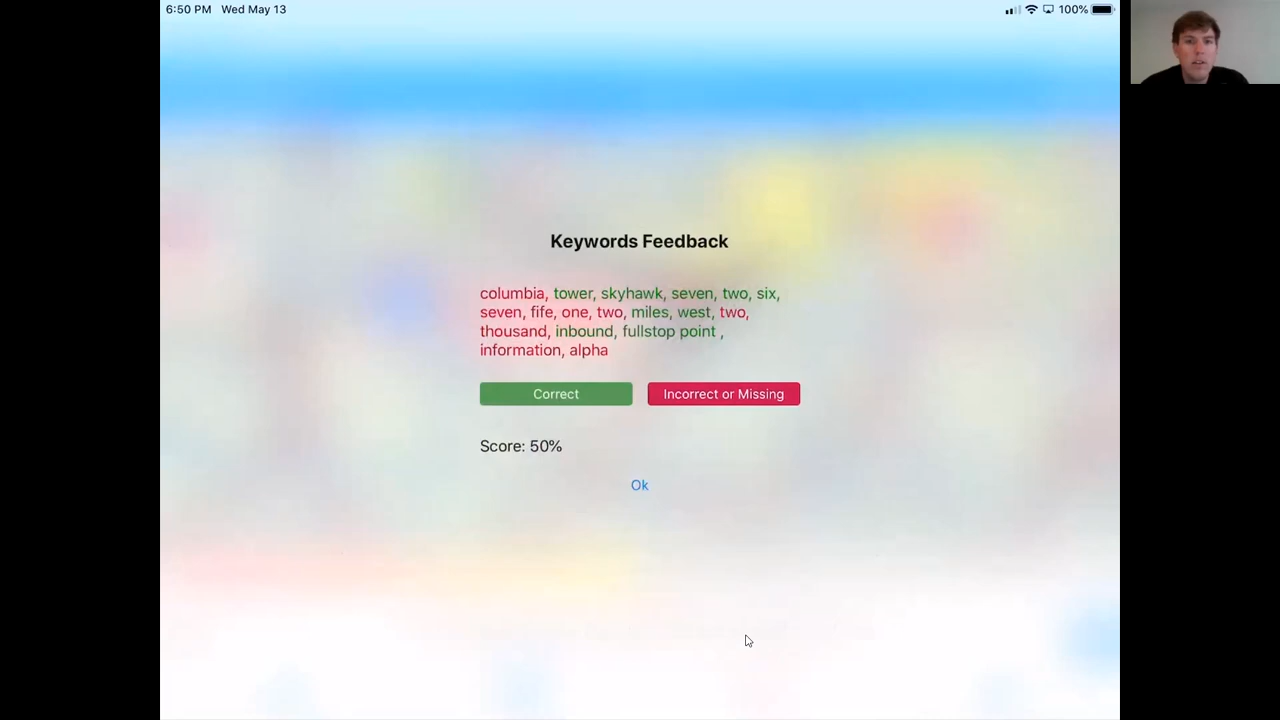 6:50 PM Wed May 13
100%
Keywords Feedback
columbia, tower, skyhawk, seven, two, six,
seven, fife, one, two, miles, west, two,
thousand, inbound, fullstop point ,
information, alpha
Correct
Incorrect or Missing
Score: 50%
Ok